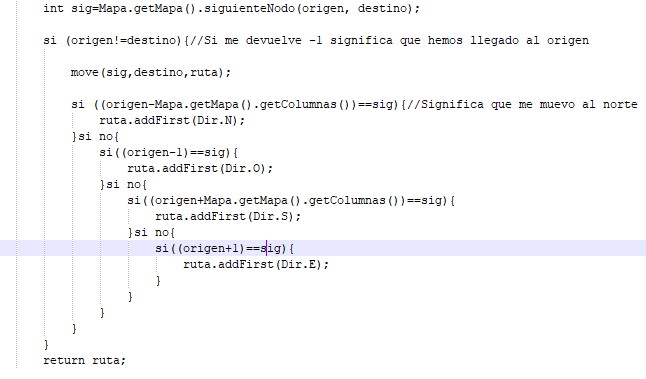 int sig=Mapa.getMapa().siguienteNodo(origen, destino);
si (origen!=destino){//Si me devuelve -1 significa que hemos llegado al origen
move(sig,destino,ruta);
si ((origen-Mapa.getMapa().getColumnas())==sig){//Significa que me muevo al norte
ruta.addFirst(Dir.N);
}si no{
si((origen-1)==sig){
ruta.addFirst(Dir.O);
}si no{
si((origen+Mapa.getMapa().getColumnas())==sig){
ruta.addFirst(Dir.S);
}si no{
si((origen+1)==sig){
ruta.addFirst(Dir.E);
}
}
}
}
}
return ruta;